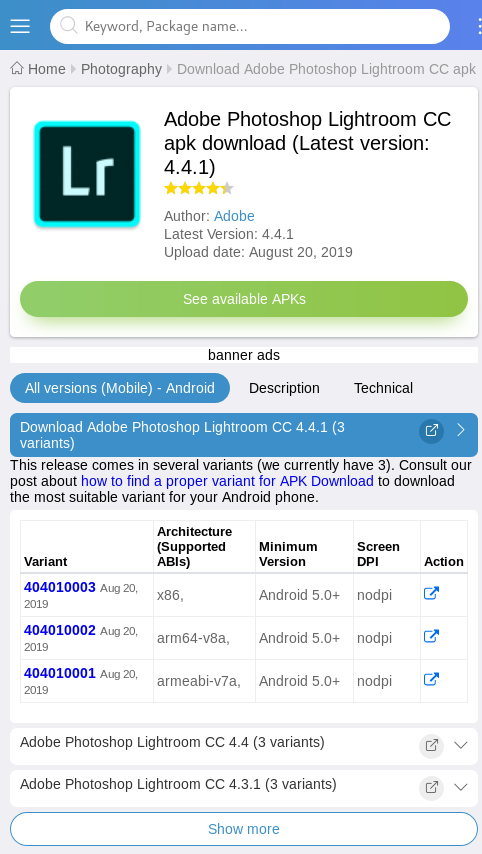 Keyword, Package name...
Home Photography Download Adobe Photoshop Lightroom CC apk
Lr
Adobe Photoshop Lightroom CC
apk download (Latest version:
4.4.1)
Author: Adobe
Latest Version: 4.4.1
Upload date: August 20, 2019
See available APKs
banner ads
All versions (Mobile) - Android Description Technical
Download Adobe Photoshop Lightroom CC 4.4.1 (3
variants)
This release comes in several variants (we currently have 3). Consult our
post about how to find a proper variant for APK Download to download
the most suitable variant for your Android phone.
Variant Architecture (Supported ABIs) Minimum Version Screen DPI Action
404010003 Aug 20, 2019 x86, Android 5.0+ nodpi
404010002 Aug 20, 2019 arm64-v8a, Android 5.0+ nodpi
404010001 Aug 20, 2019 armeabi-v7a, Android 5.0+ nodpi
Adobe Photoshop Lightroom CC 4.4 (3 variants)
Adobe Photoshop Lightroom CC 4.3.1 (3 variants)
Show more